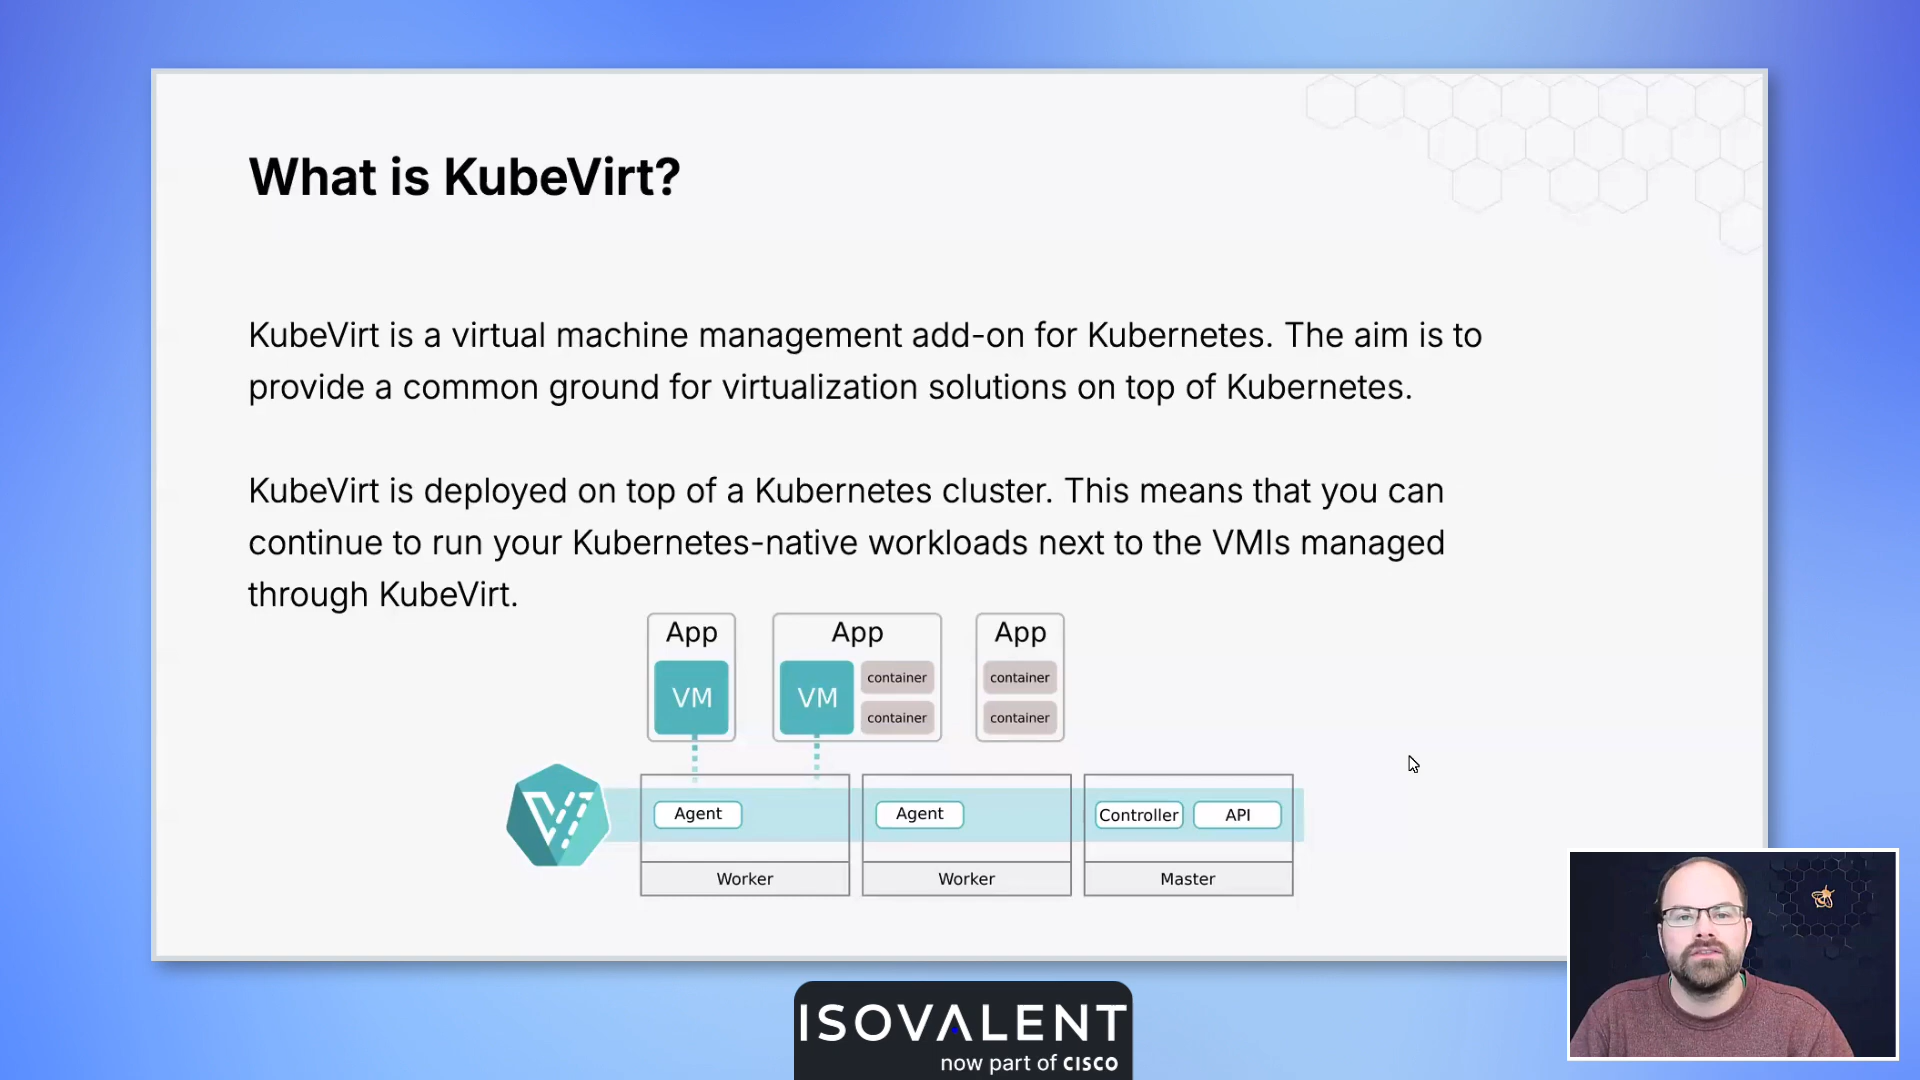 What is KubeVirt?
KubeVirt is a virtual machine management add-on for Kubernetes. The aim is to
provide a common ground for virtualization solutions on top of Kubernetes.
KubeVirt is deployed on top of a Kubernetes cluster. This means that you can
continue to run your Kubernetes-native workloads next to the VMIs managed
through KubeVirt.
App
VM
App
VM
container
container
App
container
container
Agent
Worker
Agent
Worker
Controller
API
Master
ISOVALENT
now part of CISCO